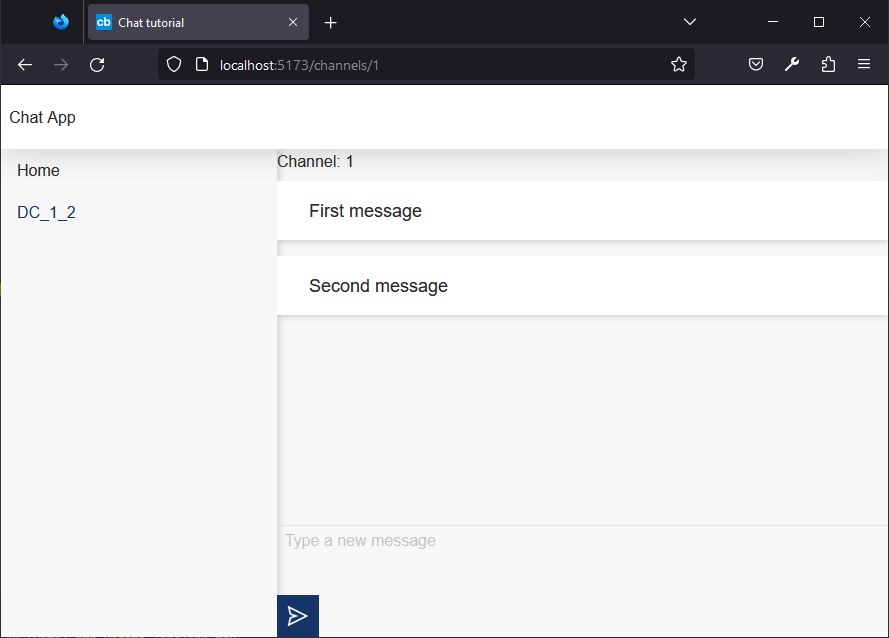 cb Chat tutorial
localhost:5173/channels/1
Chat App
Home
DC_1_2
Channel: 1
First message
Second message
Type a new message